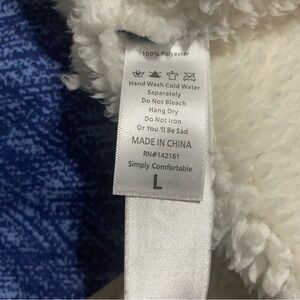 100% Polyester
Hand Wash Cold Water
Separately
Do Not Bleach
Hang Dry
Do Not Iron
Or You'll Be Sad
MADE IN CHINA
RN#142161
Simply Comfortable
L